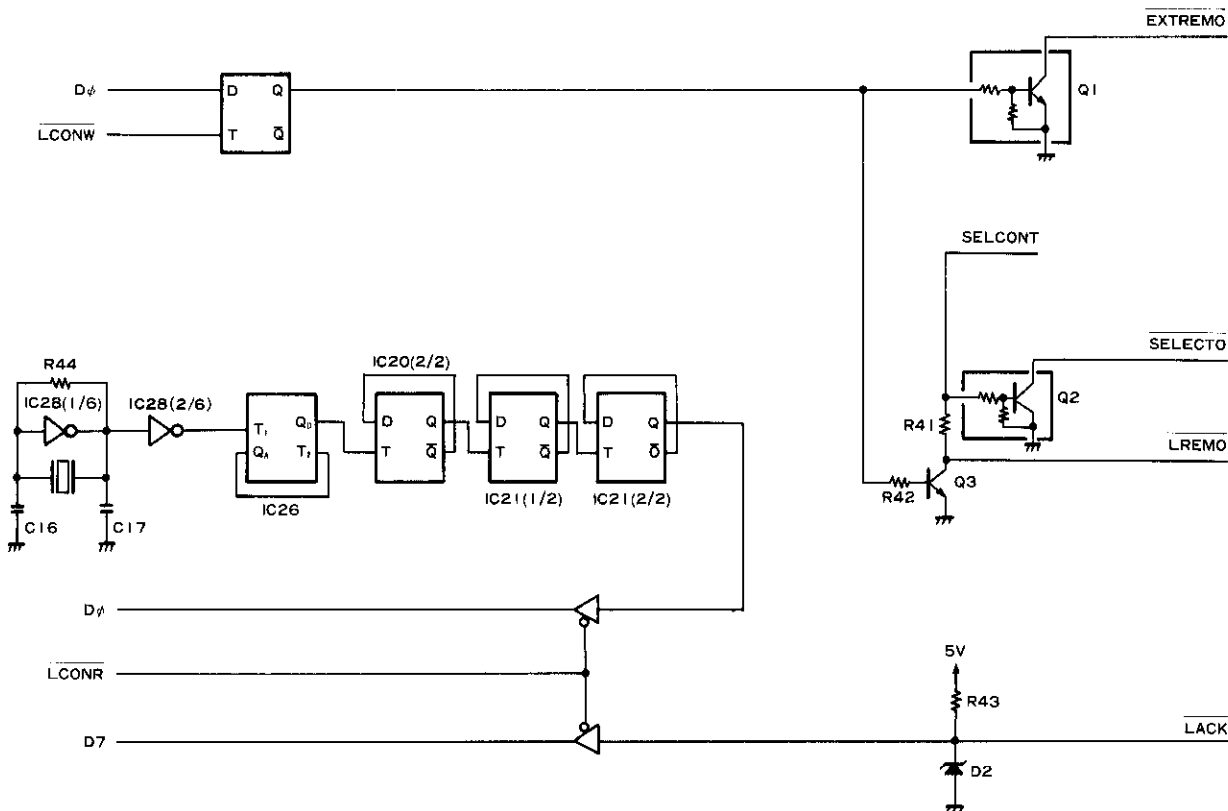 EXTREMO
Dφ
D Q
Q1
LCONW
T Q
SELCONT
SELECTO
R44
IC20(2/2)
IC28(1/6)
IC28(2/6)
Q2
T1 QD
D Q
D Q
D Q
R41
QA T2
T Q
T Q
T Q
LREMO
IC26
IC21(1/2)
IC21(2/2)
R42
Q3
C16
C17
Dφ
5V
LCONR
R43
D7
LACK
D2